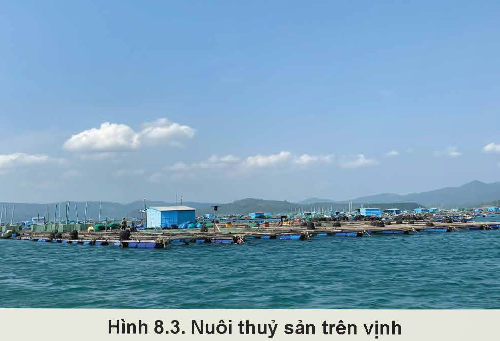 Hình 8.3. Nuôi thuỷ sản trên vịnh